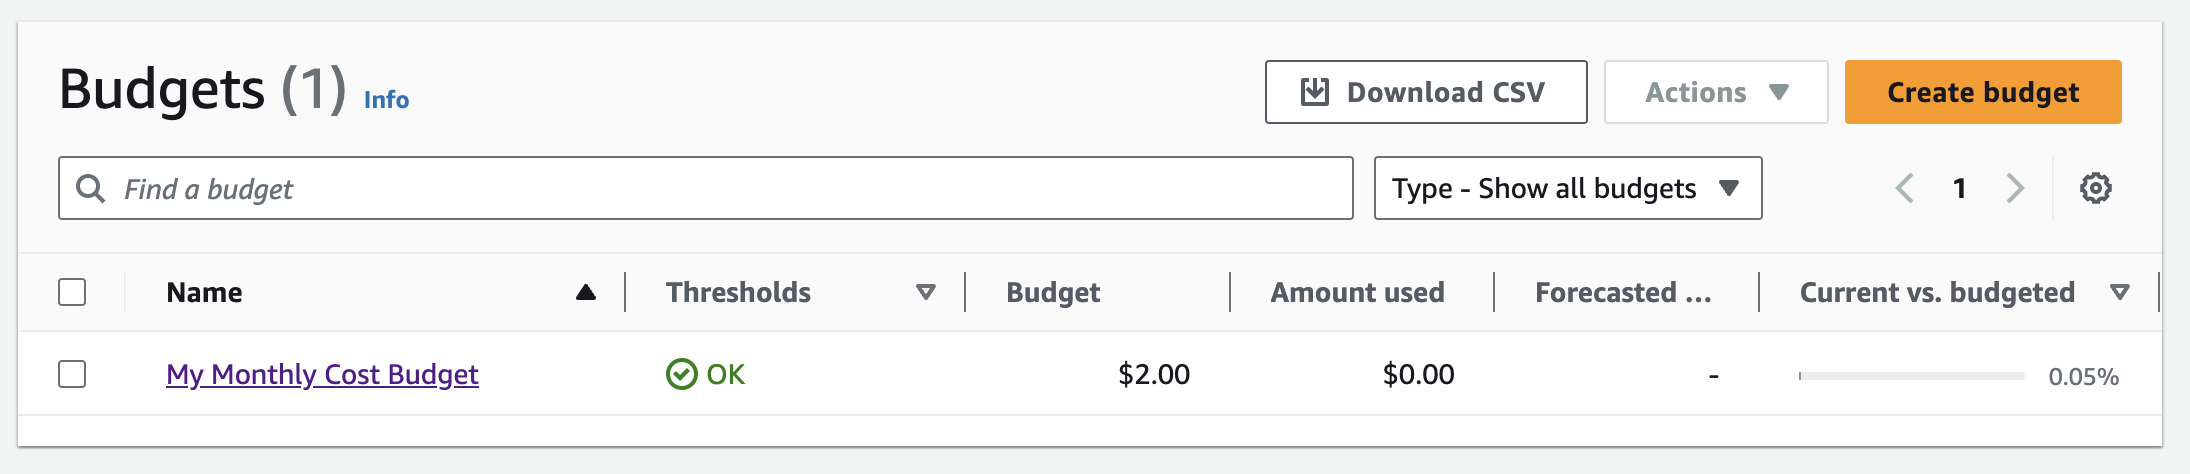 Budgets (1) Info
Download CSV
Actions
Create budget
Find a budget
Type - Show all budgets
1
Name Thresholds Budget Amount used Forecasted ... Current vs. budgeted
My Monthly Cost Budget OK $2.00 $0.00 - 0.05%